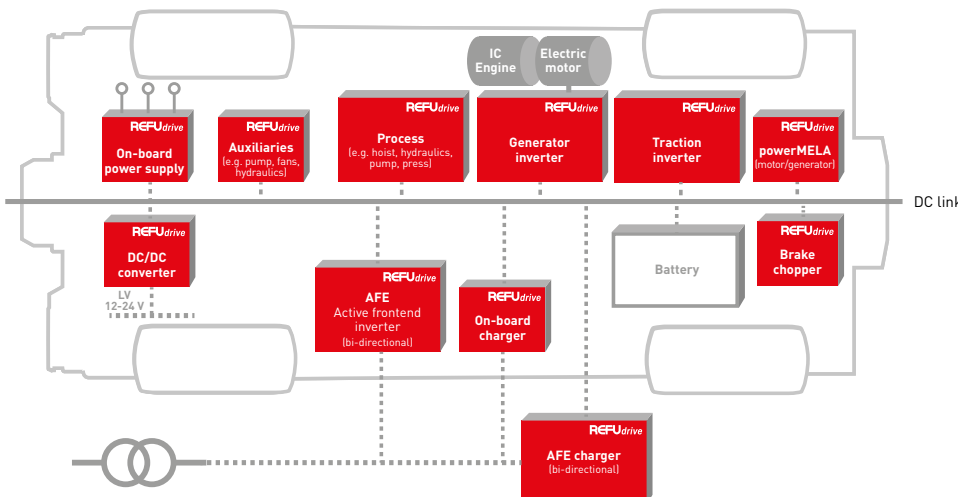 IC
Engine
Electric
motor
REFUdrive
On-board
power supply
REFUdrive
Auxiliaries
(e.g. pump, fans,
hydraulics)
REFUdrive
Process
(e.g. hoist, hydraulics,
pump, press)
REFUdrive
Generator
inverter
REFUdrive
Traction
inverter
REFUdrive
powerMELA
(motor/generator)
DC link
REFUdrive
DC/DC
converter
LV
12-24 V
REFUdrive
AFE
Active frontend
inverter
(bi-directional)
REFUdrive
On-board
charger
Battery
REFUdrive
Brake
chopper
REFUdrive
AFE charger
(bi-directional)